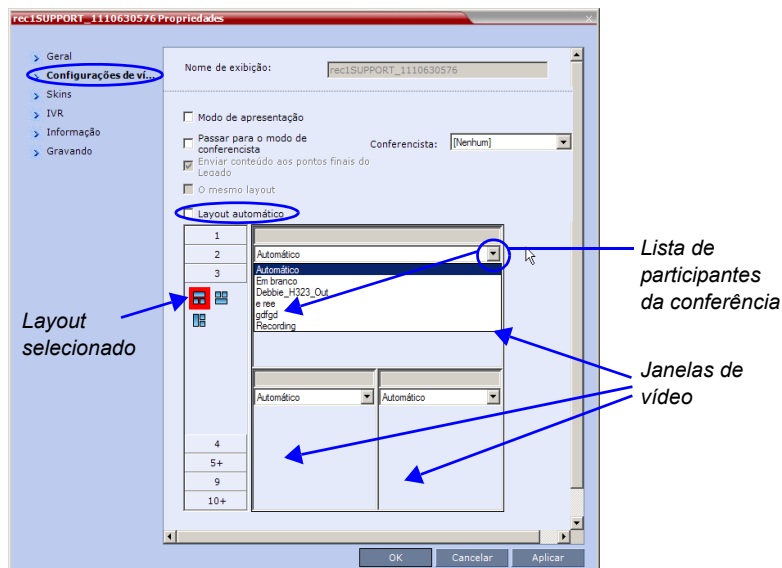 rec1SUPPORT_1110630576 Propriedades
Geral
Configurações de ví...
Skins
IVR
Informação
Gravando
Nome de exibição:
rec1SUPPORT_1110630576
Modo de apresentação
Passar para o modo de
conferencista
Conferencista:
[Nenhum]
Enviar conteúdo aos pontos finais do
Legado
O mesmo layout
Layout automático
1
2
3
Automático
Automático
Em branco
Debbie_H323_Out
e ree
gdfgd
Recording
Automático
Automático
4
5+
9
10+
OK
Cancelar
Aplicar
Layout
selecionado
Lista de
participantes
da conferência
Janelas de
vídeo